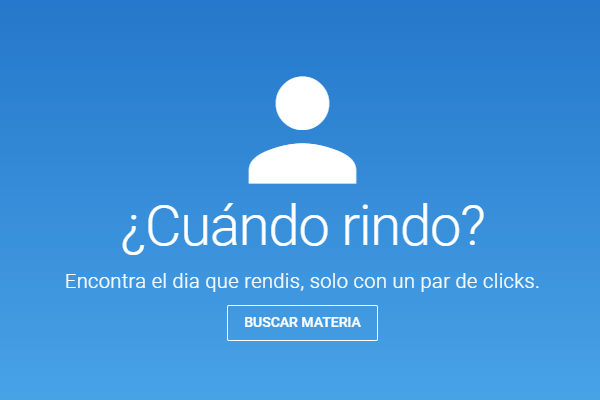 ¿Cuándo rindo?
Encontra el dia que rendis, solo con un par de clicks.
BUSCAR MATERIA